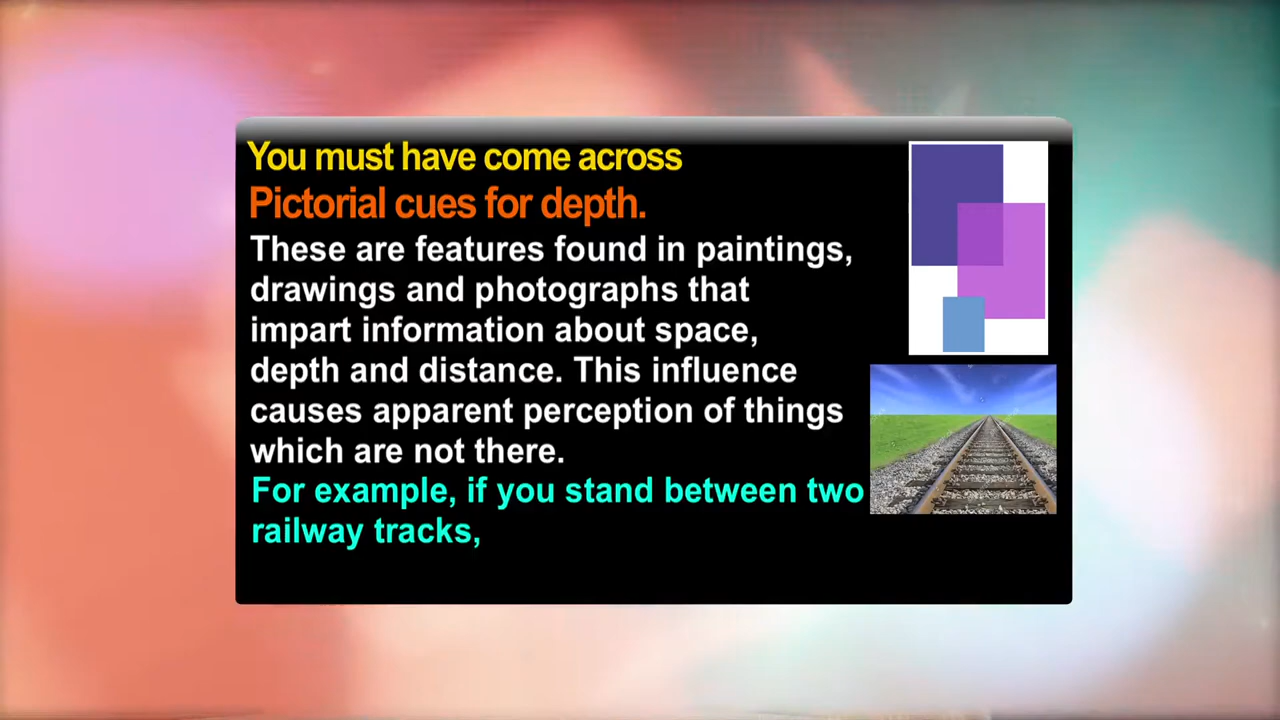 You must have come across
Pictorial cues for depth.
These are features found in paintings,
drawings and photographs that
impart information about space,
depth and distance. This influence
causes apparent perception of things
which are not there.
For example, if you stand between two
railway tracks,